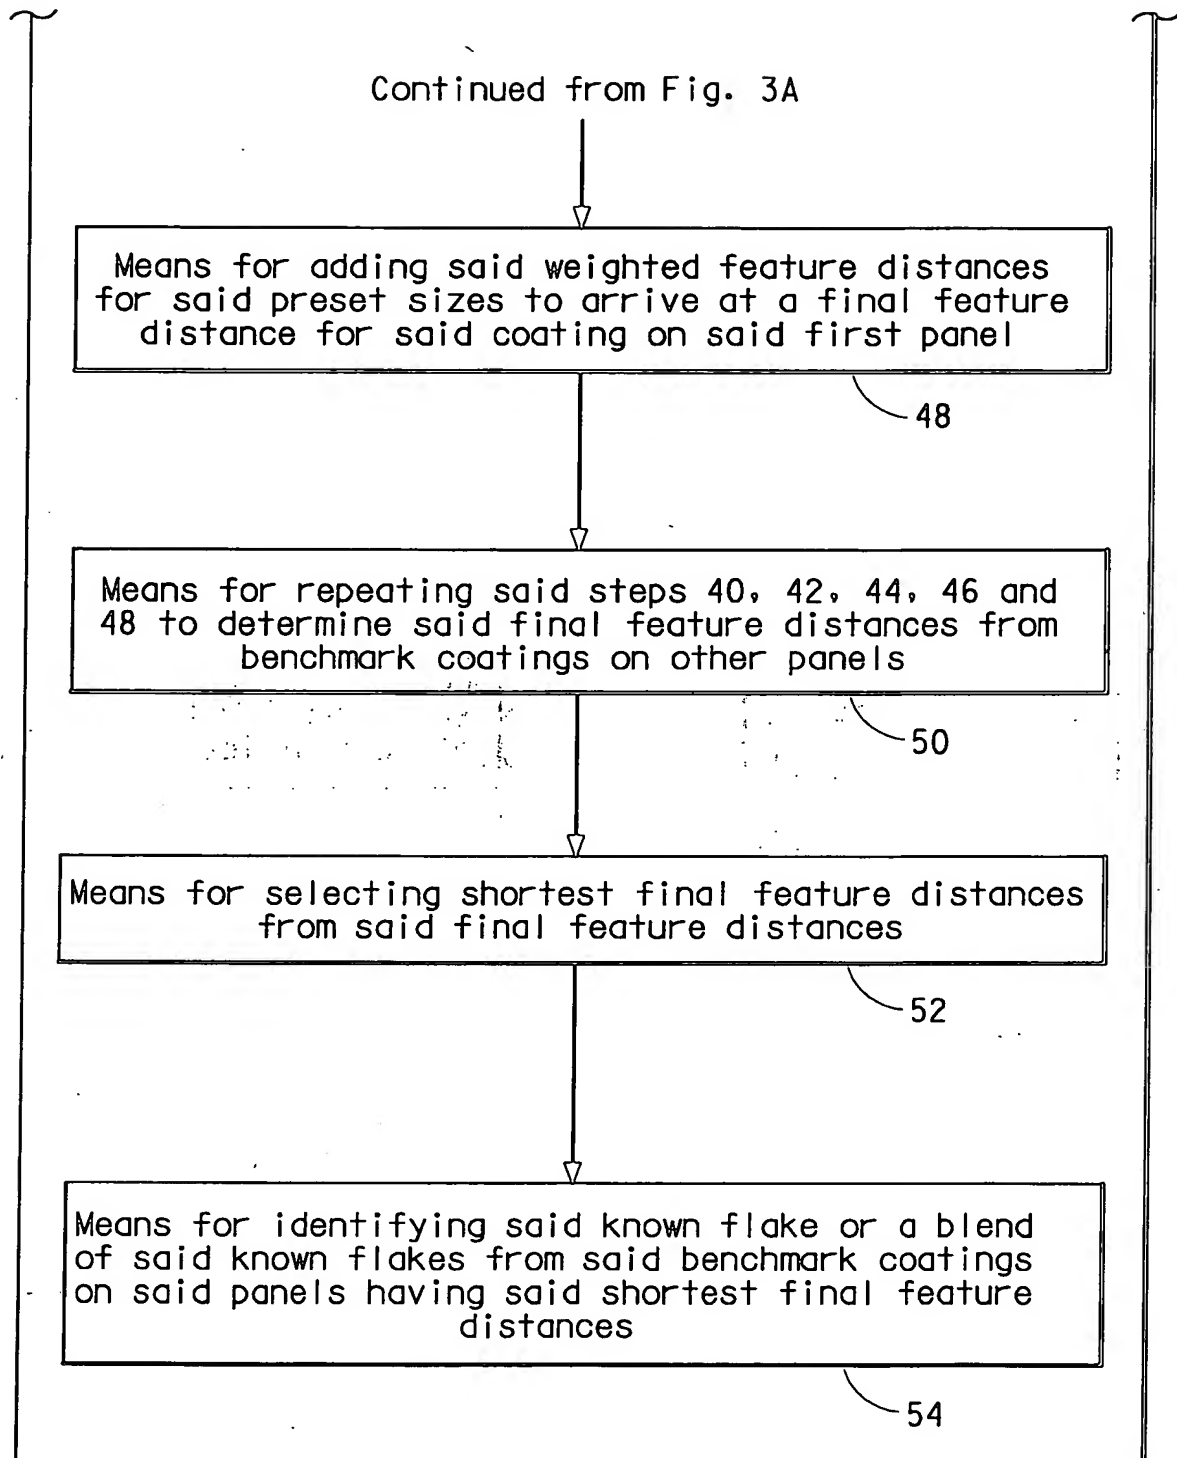 Continued from Fig. 3A
Means for adding said weighted feature distances
for said preset sizes to arrive at a final feature
distance for said coating on said first panel
48
Means for repeating said steps 40, 42, 44, 46 and
48 to determine said final feature distances from
benchmark coatings on other panels
50
Means for selecting shortest final feature distances
from said final feature distances
52
Means for identifying said known flake or a blend
of said known flakes from said benchmark coatings
on said panels having said shortest final feature
distances
54